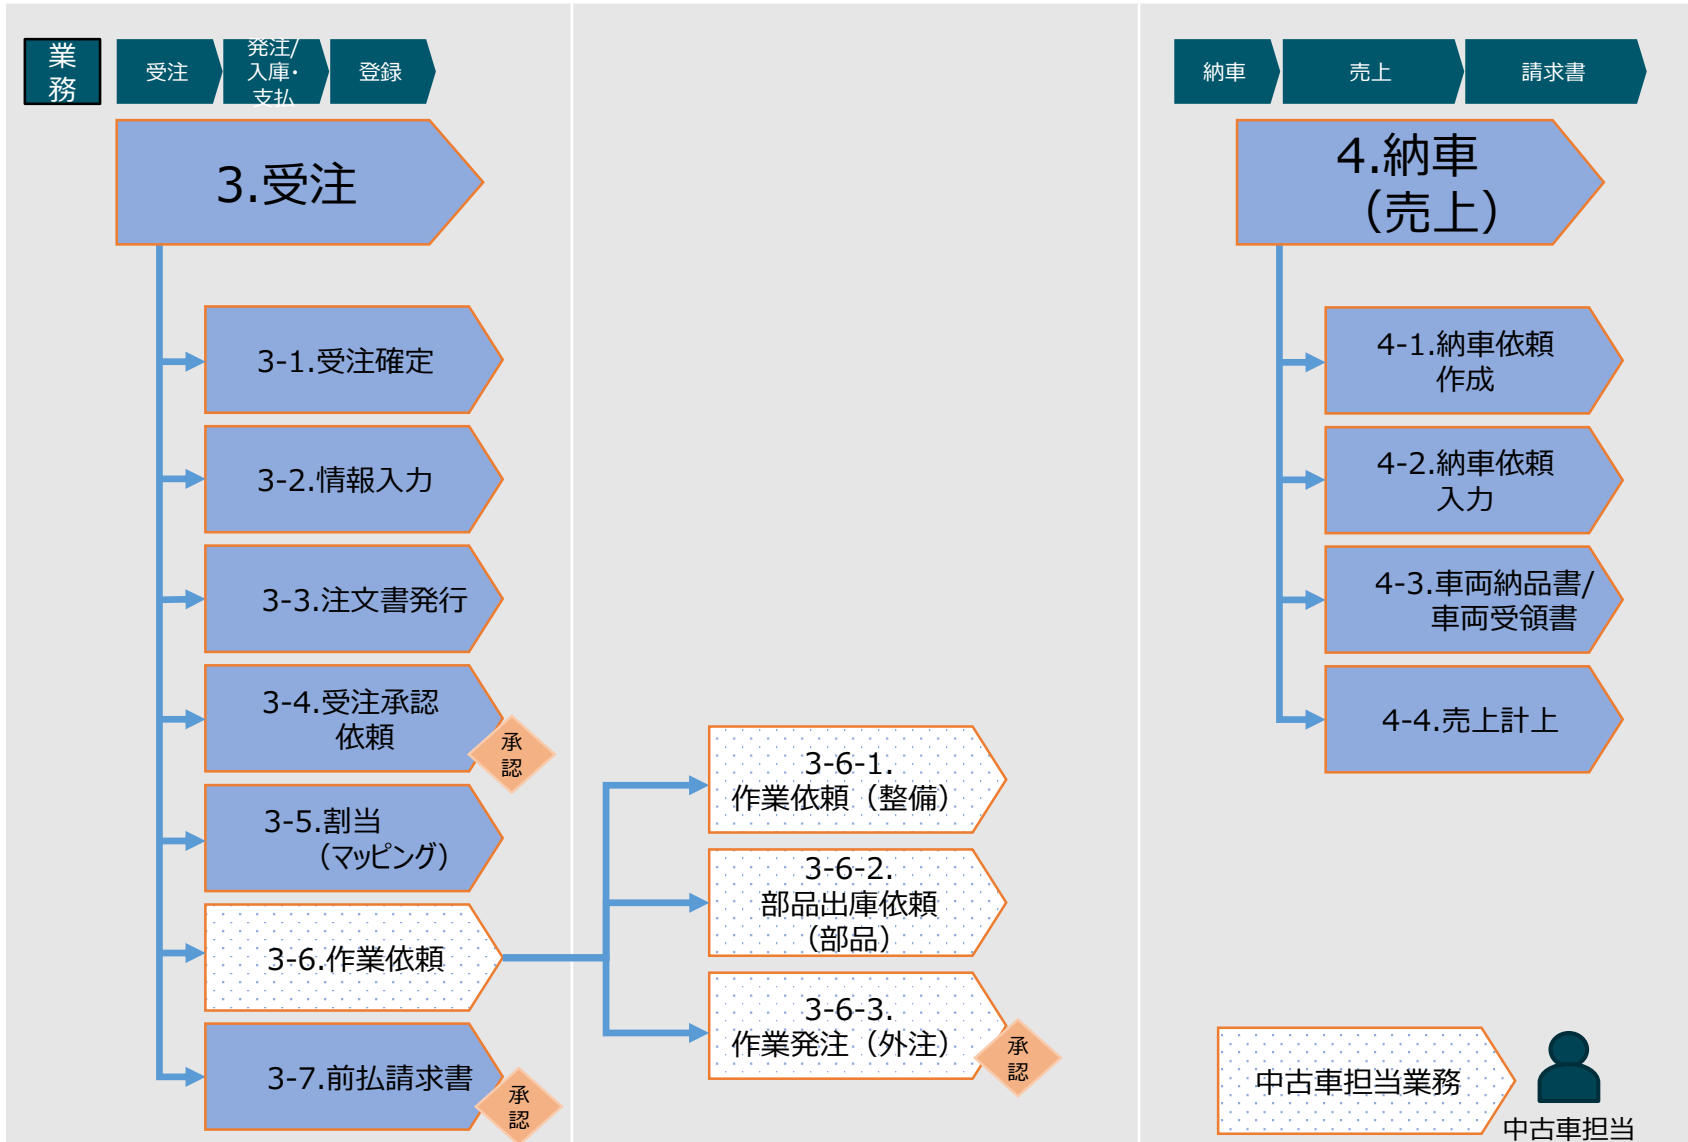 業
務
受注
発注/
入庫・
支払
登録
納車
売上
請求書
3.受注
3-1.受注確定
3-2.情報入力
3-3.注文書発行
3-4.受注承認
依頼
承
認
3-5.割当
（マッピング）
3-6.作業依頼
3-7.前払請求書
承
認
3-6-1.
作業依頼（整備）
3-6-2.
部品出庫依頼
（部品）
3-6-3.
作業発注（外注）
承
認
4.納車
（売上）
4-1.納車依頼
作成
4-2.納車依頼
入力
4-3.車両納品書/
車両受領書
4-4.売上計上
中古車担当業務
中古車担当